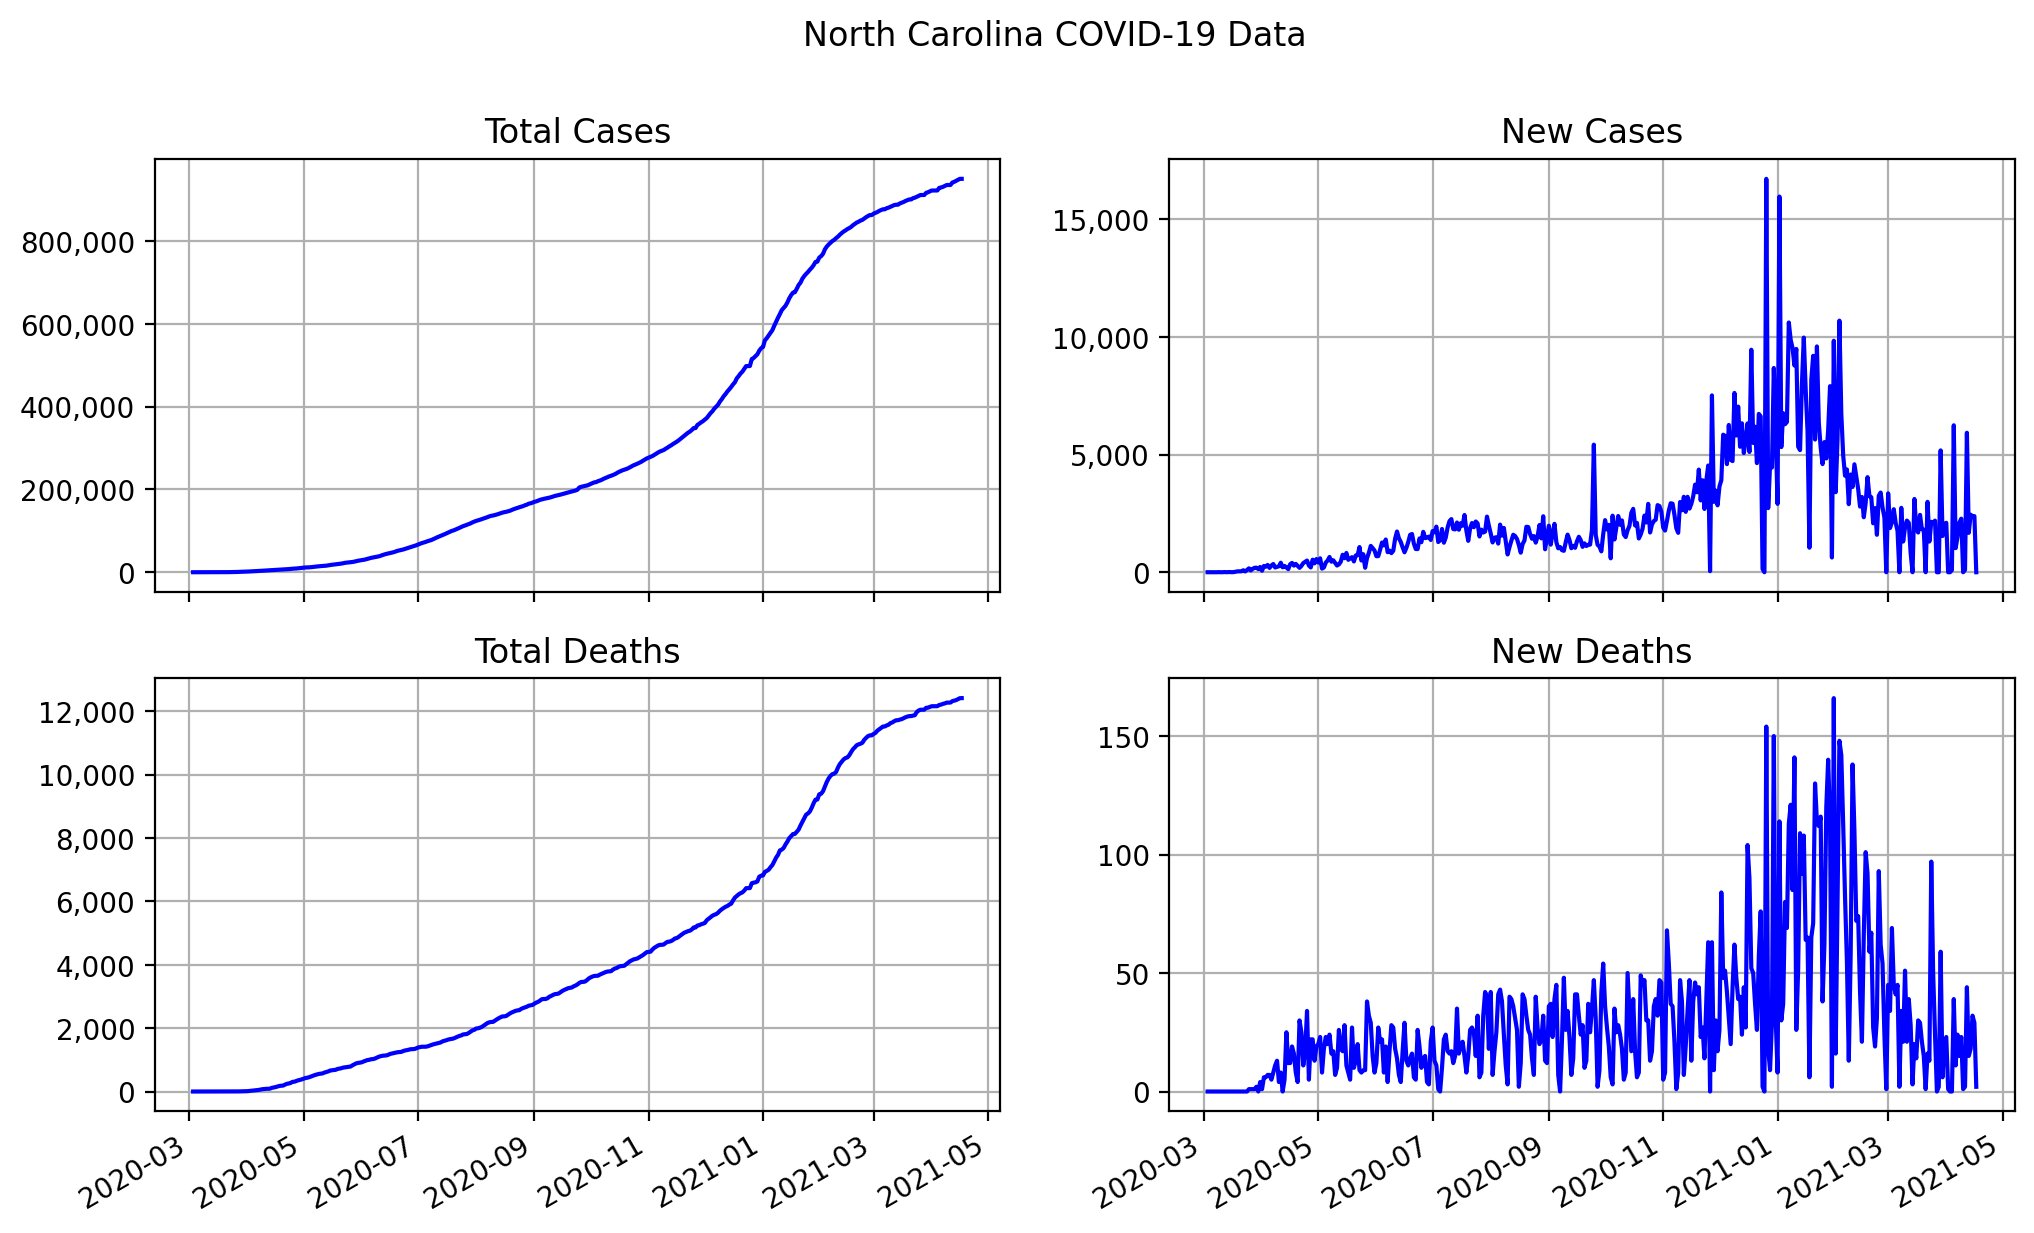 North Carolina COVID-19 Data
Total Cases
800,000
600,000
400,000
200,000
0
New Cases
15,000
10,000
5,000
0
Total Deaths
12,000
10,000
8,000
6,000
4,000
2,000
0
2020-03 2020-05 2020-07 2020-09 2020-11 2021-01 2021-03 2021-05
New Deaths
150
100
50
0
2020-03 2020-05 2020-07 2020-09 2020-11 2021-01 2021-03 2021-05